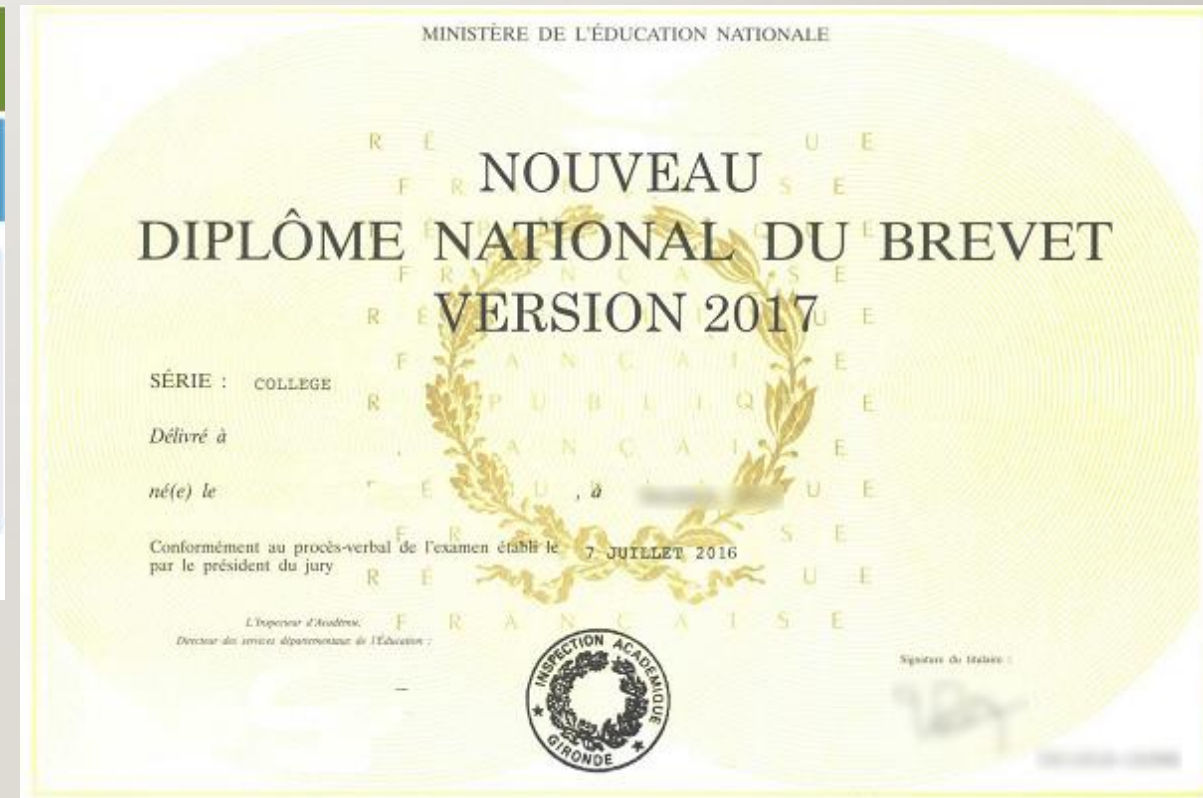 MINISTÈRE DE L'ÉDUCATION NATIONALE
NOUVEAU
DIPLÔME NATIONAL DU BREVET
VERSION 2017
SÉRIE : COLLEGE
Délivré à
né(e) le , à
Conformément au procès-verbal de l'examen établi le 7 JUILLET 2016
par le président du jury
L'Inspecteur d'Académie,
Directeur des services départementaux de l'Éducation :
Signature du titulaire :
INSPECTION ACADEMIQUE
GIRONDE
RÉPUBLIQUE
FRANÇAISE